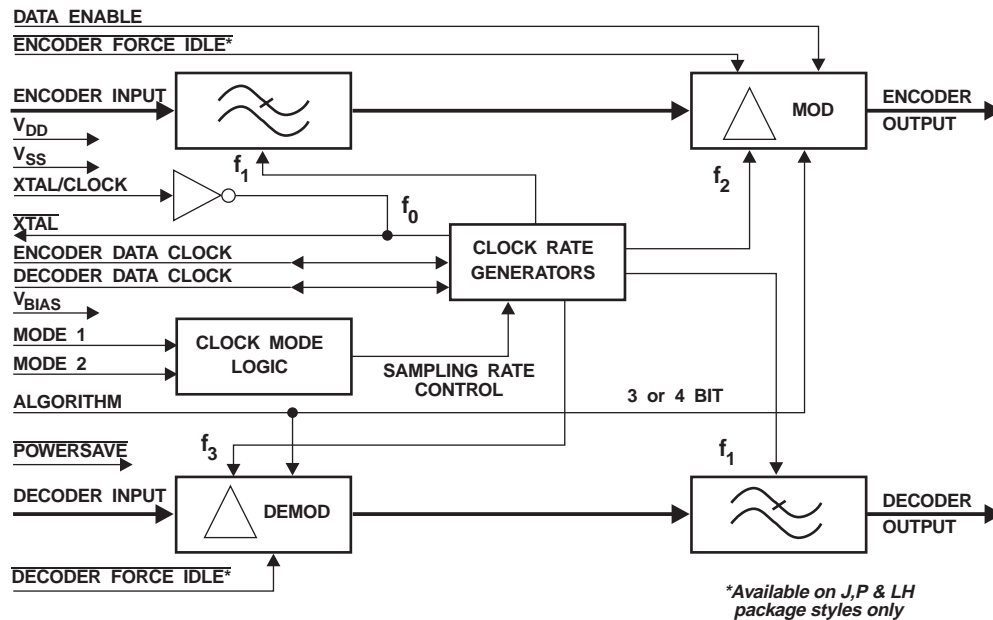 DATA ENABLE
ENCODER FORCE IDLE*
ENCODER INPUT
MOD
ENCODER
OUTPUT
VDD
VSS
f1
f2
XTAL/CLOCK
f0
XTAL
CLOCK RATE
GENERATORS
ENCODER DATA CLOCK
DECODER DATA CLOCK
VBIAS
MODE 1
MODE 2
CLOCK MODE
LOGIC
SAMPLING RATE
CONTROL
ALGORITHM
3 or 4 BIT
POWERSAVE
f3
f1
DECODER INPUT
DEMOD
DECODER
OUTPUT
DECODER FORCE IDLE*
*Available on J,P & LH
package styles only